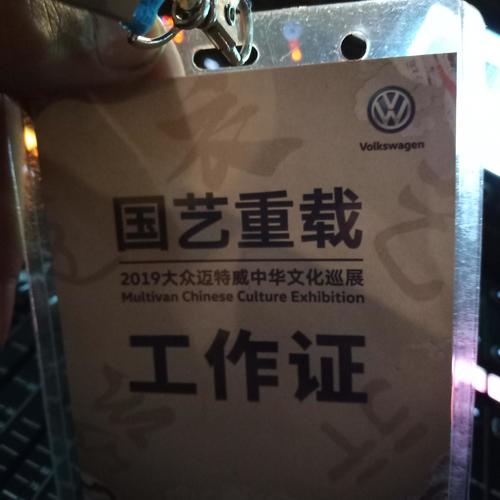 Volkswagen
国艺重载
2019大众迈特威中华文化巡展
Multivan Chinese Culture Exhibition
工作证